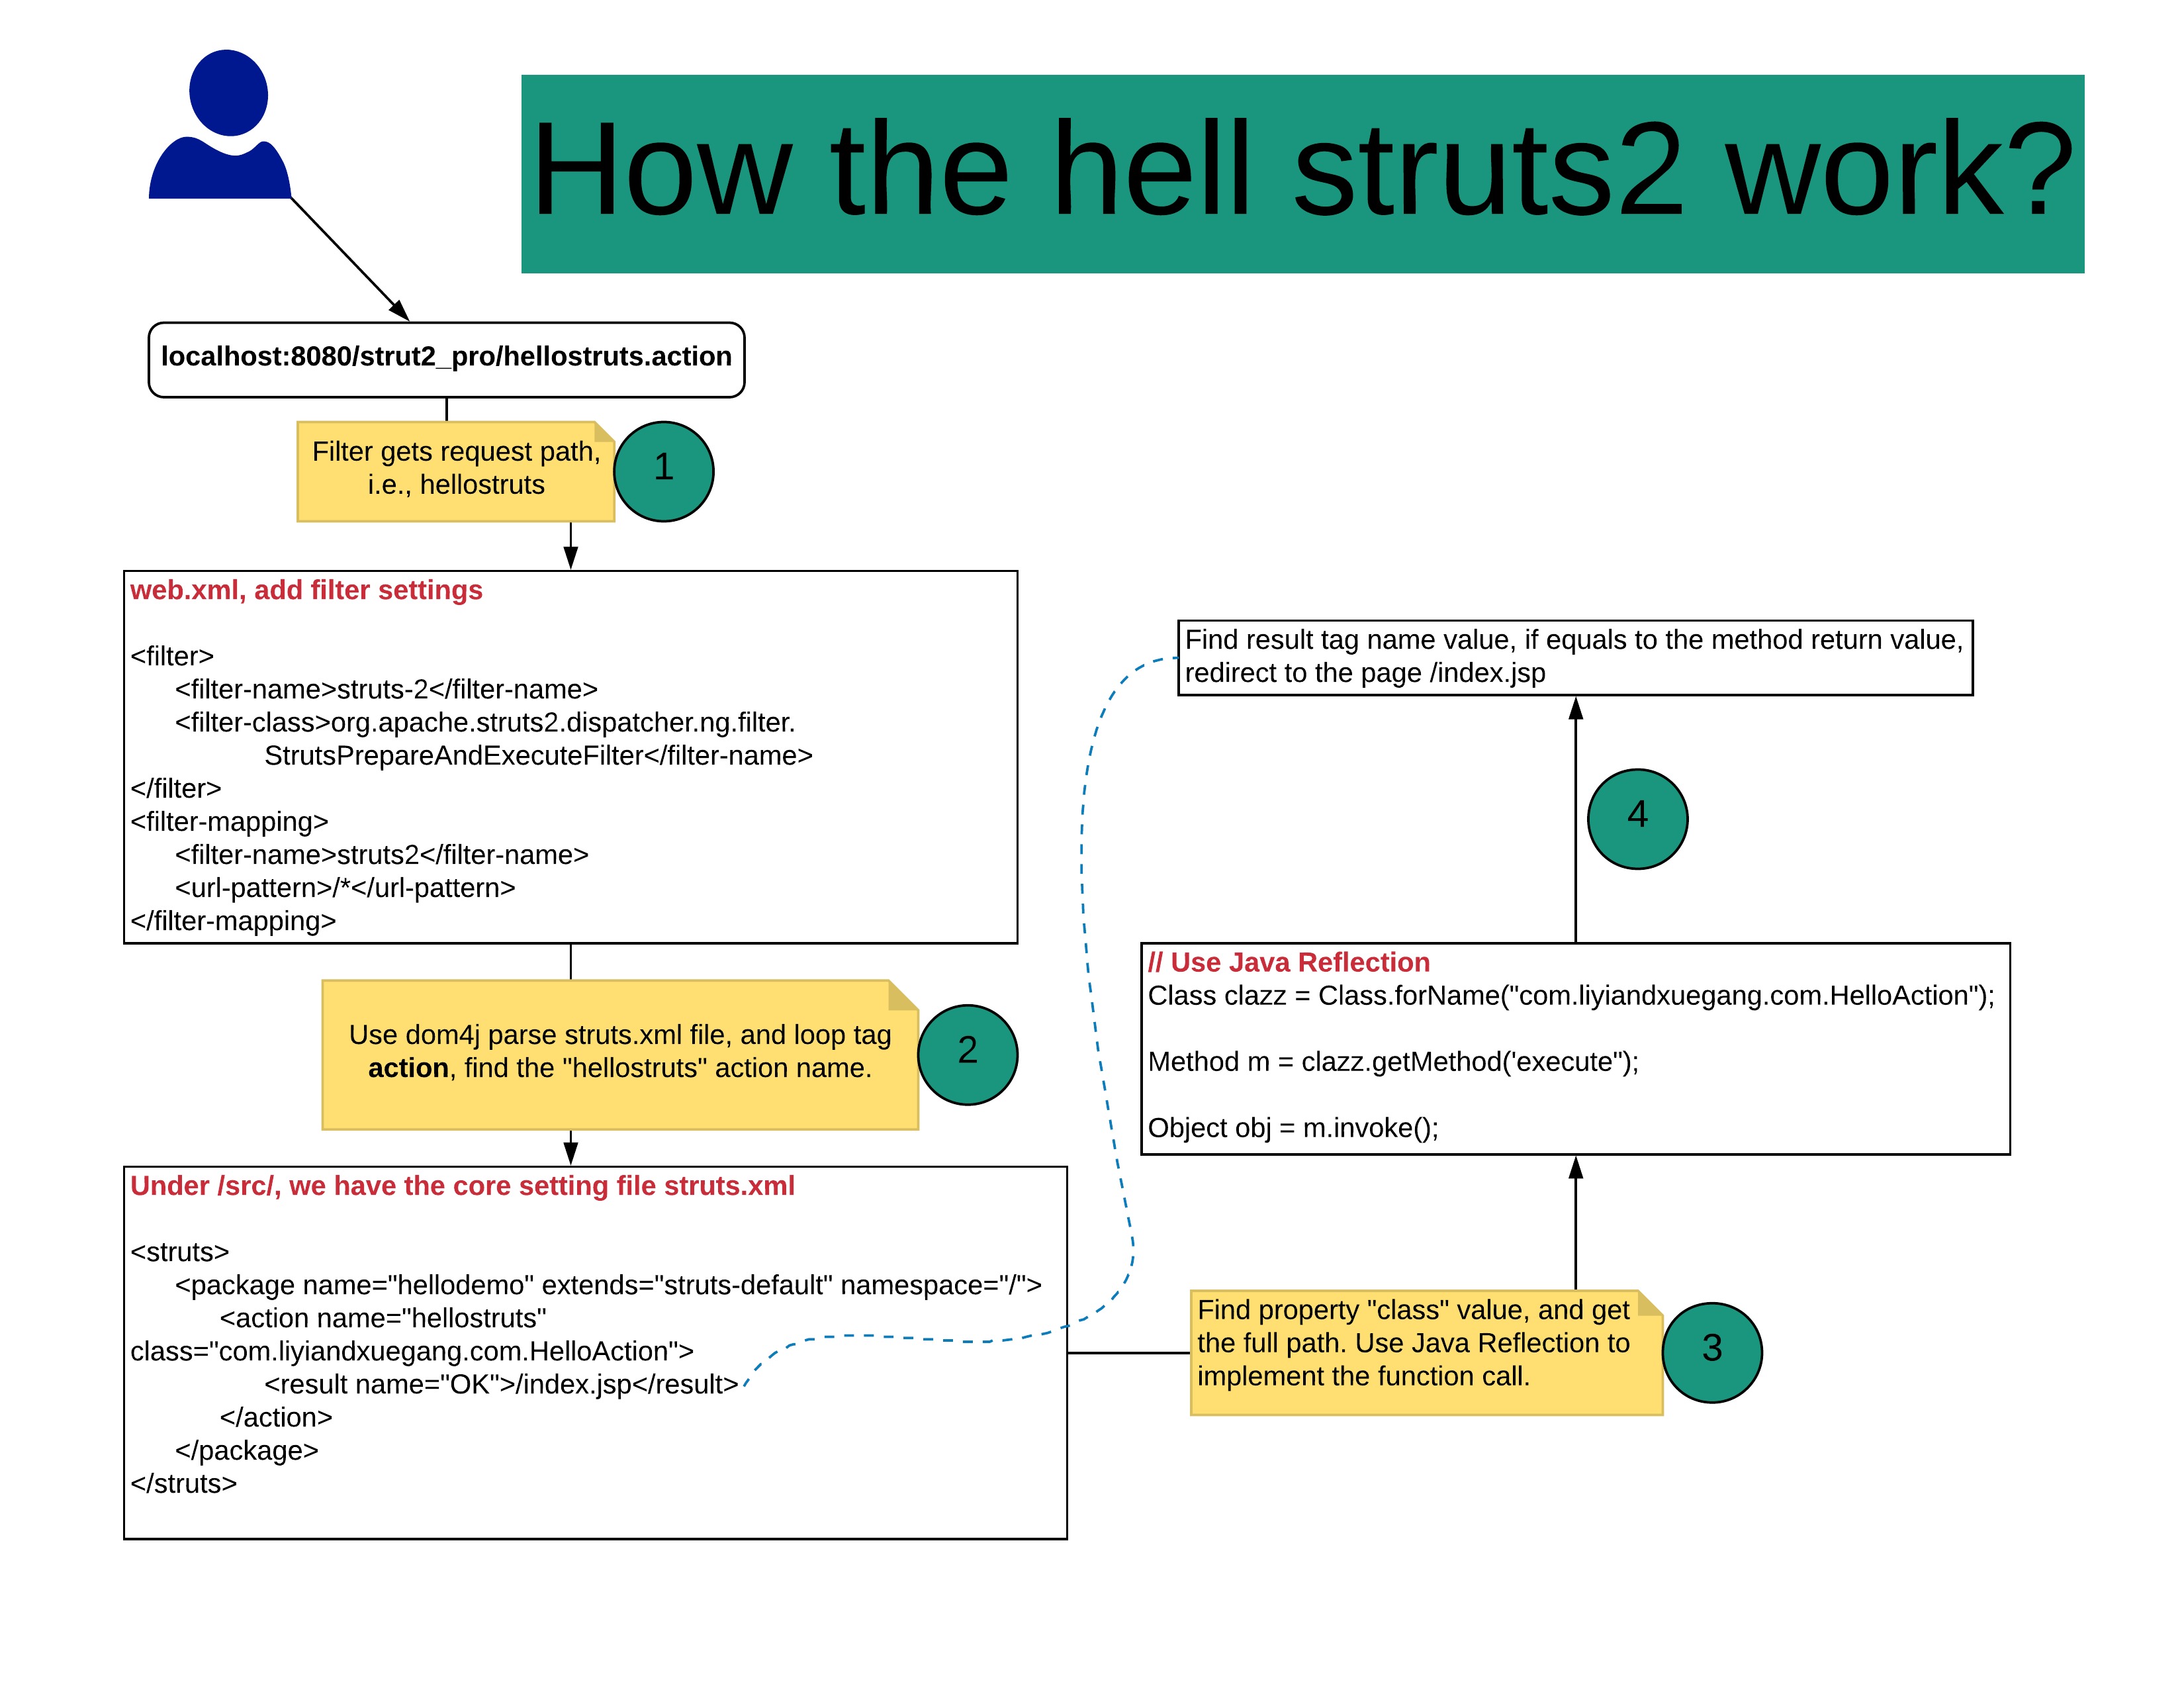 How the hell struts2 work?
localhost:8080/strut2_pro/hellostruts.action
Filter gets request path,
i.e., hellostruts
1
web.xml, add filter settings
<filter>
<filter-name>struts-2</filter-name>
<filter-class>org.apache.struts2.dispatcher.ng.filter.
StrutsPrepareAndExecuteFilter</filter-name>
</filter>
<filter-mapping>
<filter-name>struts2</filter-name>
<url-pattern>/*</url-pattern>
</filter-mapping>
Use dom4j parse struts.xml file, and loop tag
action, find the "hellostruts" action name.
2
Under /src/, we have the core setting file struts.xml
<struts>
<package name="hellodemo" extends="struts-default" namespace="/">
<action name="hellostruts"
class="com.liyiandxuegang.com.HelloAction">
<result name="OK">/index.jsp</result>
</action>
</package>
</struts>
Find property "class" value, and get
the full path. Use Java Reflection to
implement the function call.
3
// Use Java Reflection
Class clazz = Class.forName("com.liyiandxuegang.com.HelloAction");
Method m = clazz.getMethod('execute");
Object obj = m.invoke();
4
Find result tag name value, if equals to the method return value,
redirect to the page /index.jsp